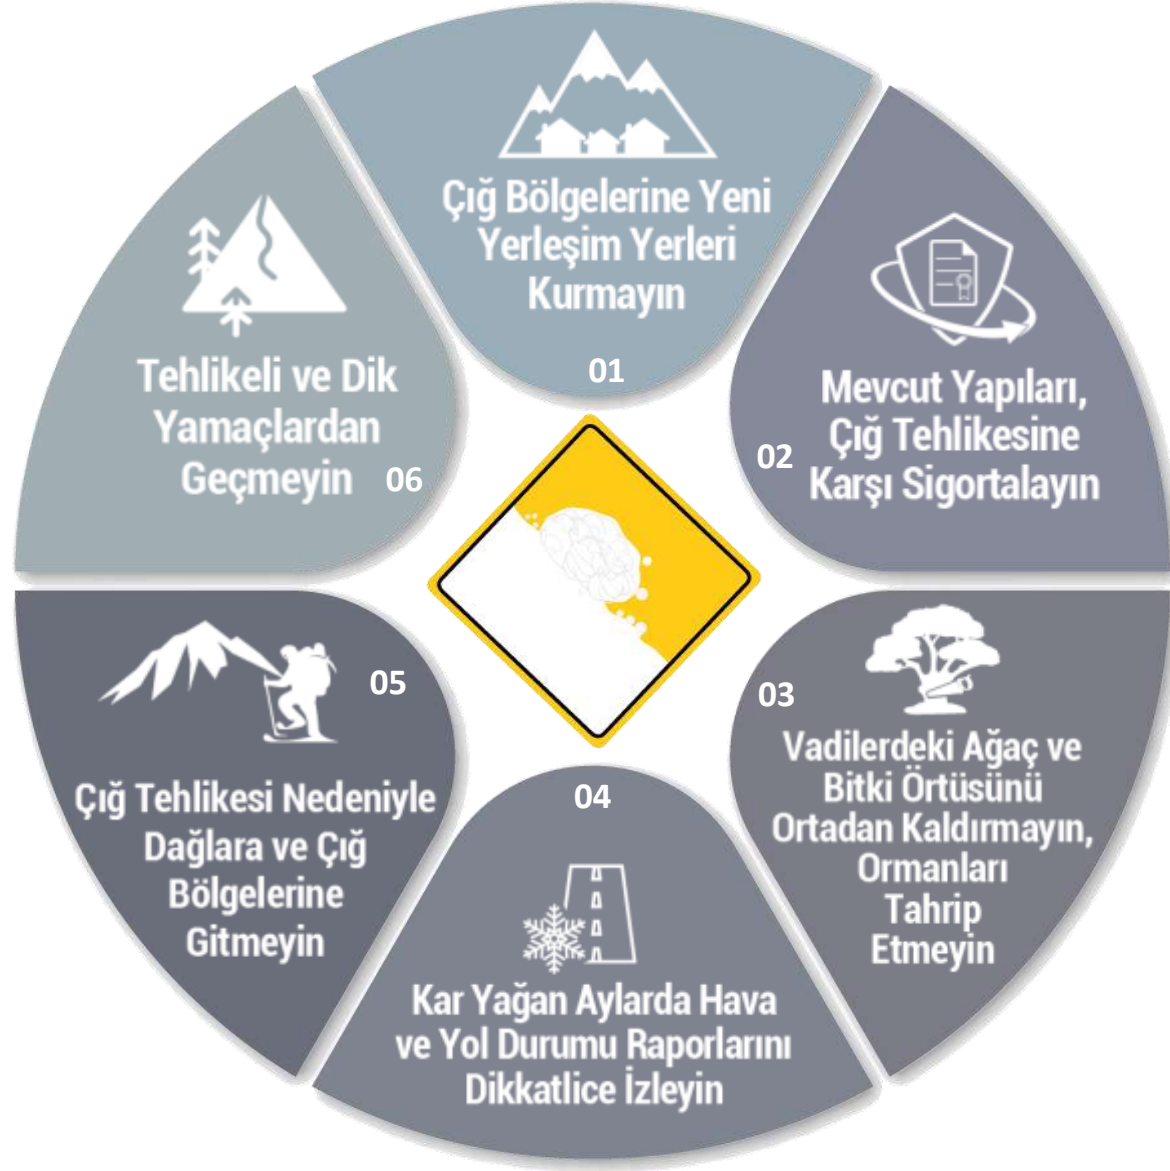 Çığ Bölgelerine Yeni
Yerleşim Yerleri
Kurmayın
01
Mevcut Yapıları,
Çığ Tehlikesine
Karşı Sigortalayın
02
03
Vadilerdeki Ağaç ve
Bitki Örtüsünü
Ortadan Kaldırmayın,
Ormanları
Tahrip
Etmeyin
04
Kar Yağan Aylarda Hava
ve Yol Durumu Raporlarını
Dikkatlice İzleyin
05
Çığ Tehlikesi Nedeniyle
Dağlara ve Çığ
Bölgelerine
Gitmeyin
Tehlikeli ve Dik
Yamaçlardan
Geçmeyin
06